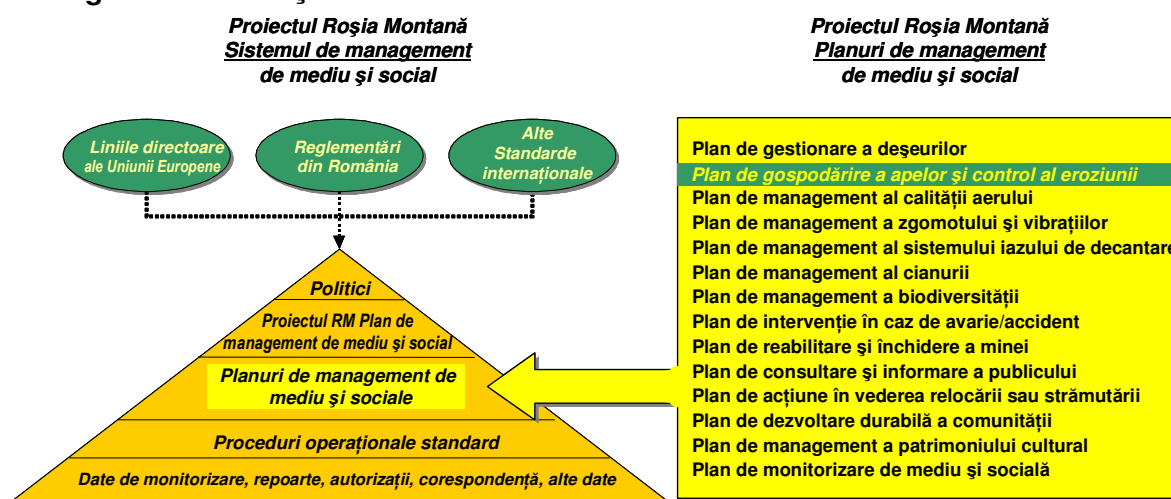 Proiectul Roşia Montană
Sistemul de management
de mediu şi social
Liniile directoare
ale Uniunii Europene
Reglementări
din România
Alte
Standarde
internaţionale
Politici
Proiectul RM Plan de
management de mediu şi social
Planuri de management de
mediu şi sociale
Proceduri operaţionale standard
Date de monitorizare, repoarte, autorizaţii, corespondenţă, alte date
Proiectul Roşia Montană
Planuri de management
de mediu şi social
Plan de gestionare a deşeurilor
Plan de gospodărire a apelor şi control al eroziunii
Plan de management al calităţii aerului
Plan de management a zgomotului şi vibraţiilor
Plan de management al sistemului iazului de decantare
Plan de management al cianurii
Plan de management a biodiversităţii
Plan de intervenţie în caz de avarie/accident
Plan de reabilitare şi închidere a minei
Plan de consultare şi informare a publicului
Plan de acţiune în vederea relocării sau strămutării
Plan de dezvoltare durabilă a comunităţii
Plan de management a patrimoniului cultural
Plan de monitorizare de mediu şi socială